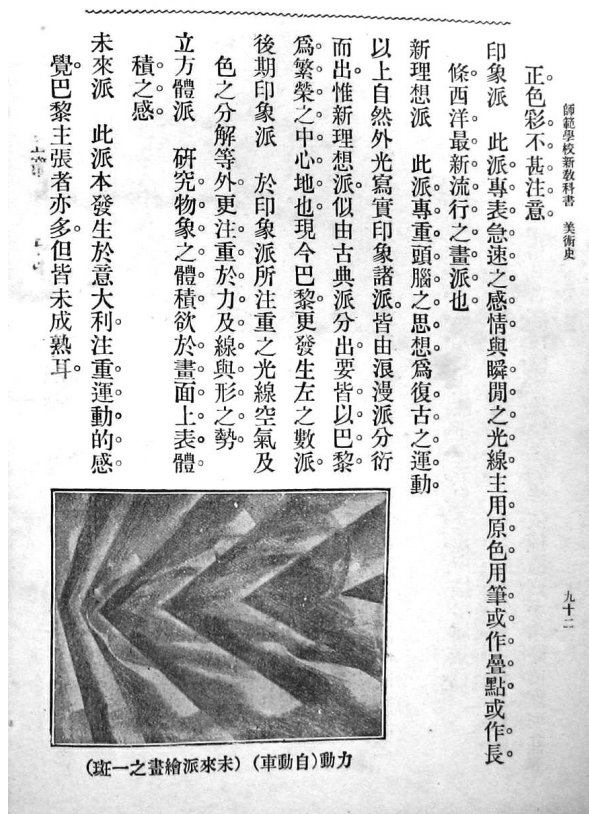 師範學校新教科書　美術史
九十二
正色彩不甚注意。
印象派　此派專表急速之感情與瞬閒之光線主用原色用筆或作疊點或作長
條西洋最新流行之畫派也
新理想派　此派專重頭腦之思想爲復古之運動。
以上自然外光寫實印象諸派。皆由浪漫派分衍
而出。惟新理想派似由古典派分出。要皆以巴黎
爲繁榮之中心地也。現今巴黎更發生左之數派。
後期印象派　於印象派所注重之光線空氣及
色之分解等外。更注重於力及線與形之勢
立方體派　研究物象之體積欲於畫面上表體
積之感。
未來派　此派本發生於意大利。注重運動的感
覺。巴黎主張者亦多。但皆未成熟耳。
力動(自動車)(未來派繪畫之一斑)